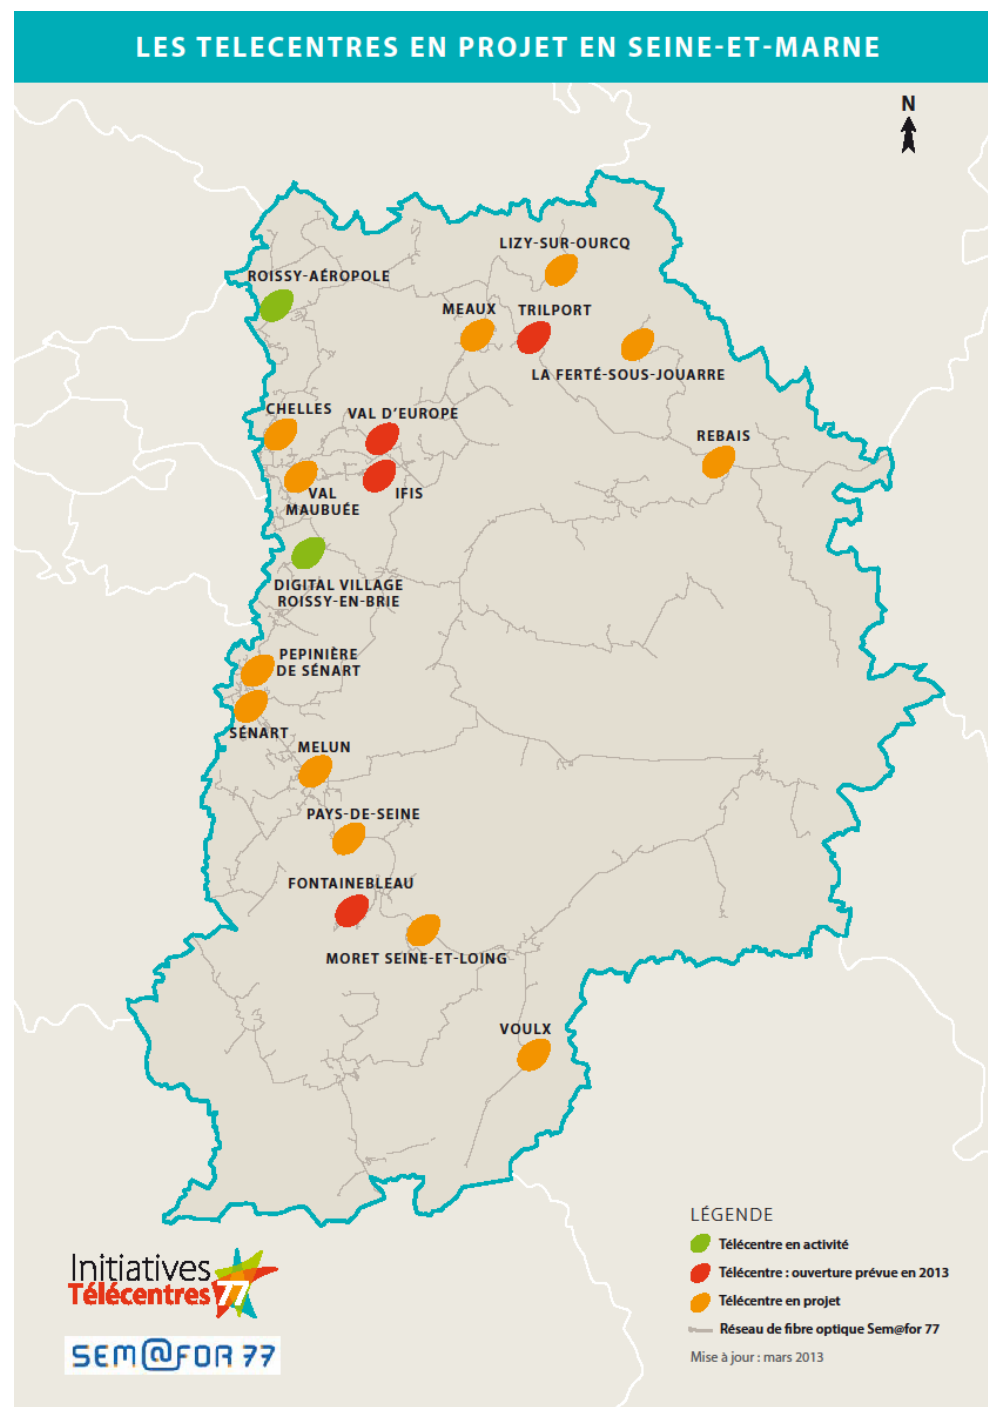 LES TELECENTRES EN PROJET EN SEINE-ET-MARNE
N
LIZY-SUR-OURCQ
ROISSY-AÉROPOLE
MEAUX
TRILPORT
LA FERTÉ-SOUS-JOUARRE
CHELLES
VAL D'EUROPE
REBAIS
IFIS
VAL
MAUBUÉE
DIGITAL VILLAGE
ROISSY-EN-BRIE
PEPINIÈRE
DE SÉNART
SÉNART
MELUN
PAYS-DE-SEINE
FONTAINEBLEAU
MORET SEINE-ET-LOING
VOULX
LÉGENDE
Télécentre en activité
Télécentre : ouverture prévue en 2013
Télécentre en projet
Réseau de fibre optique Sem@for 77
Mise à jour : mars 2013
Initiatives
Télécentres 77
SEM@FOR 77